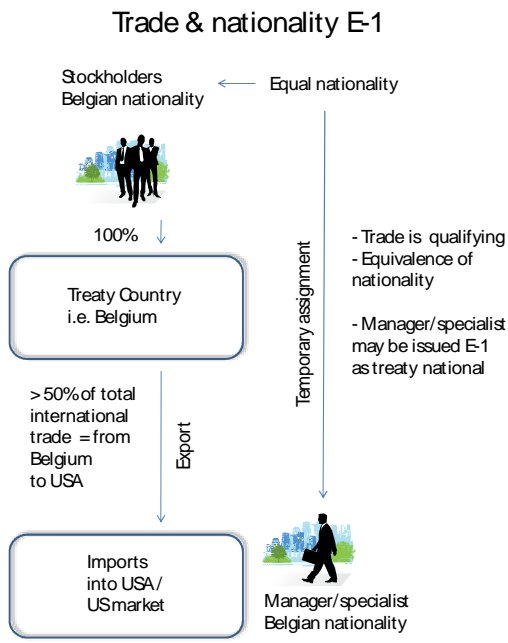 Trade & nationality E-1
Stockholders
Belgian nationality
Equal nationality
100%
- Trade is qualifying
- Equivalence of
nationality
- Manager/specialist
may be issued E-1
as treaty national
Treaty Country
i.e. Belgium
Temporary assignment
> 50% of total
international
trade = from
Belgium
to USA
Export
Imports
into USA/
US market
Manager/specialist
Belgian nationality